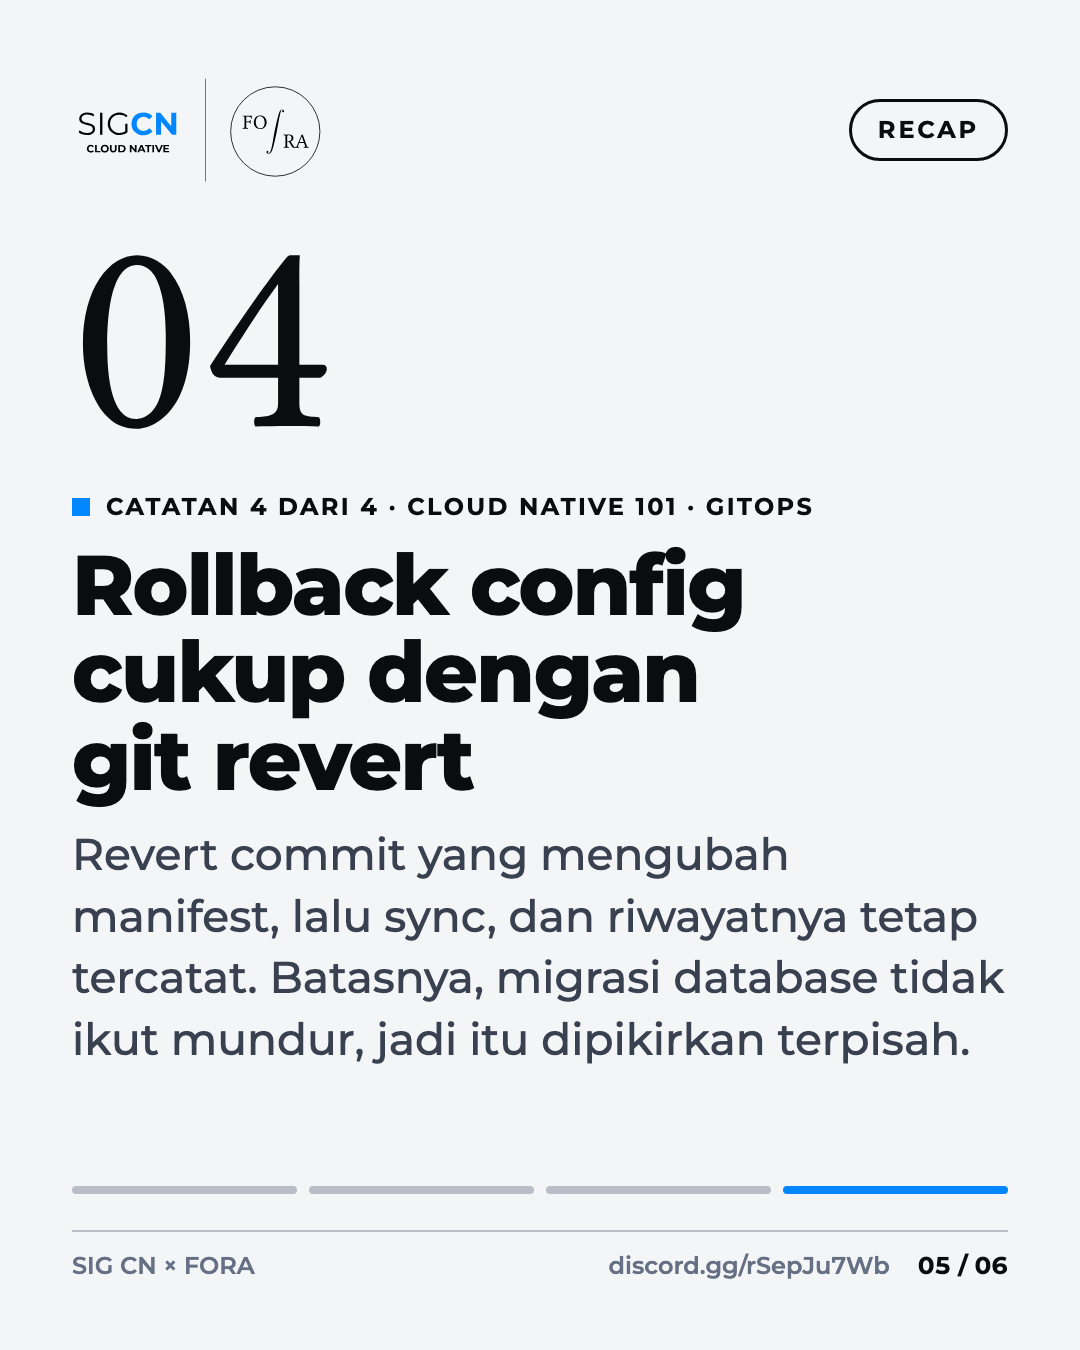 SIGCN
CLOUD NATIVE
FO
RA
RECAP
04
CATATAN 4 DARI 4 · CLOUD NATIVE 101 · GITOPS
Rollback config
cukup dengan
git revert
Revert commit yang mengubah
manifest, lalu sync, dan riwayatnya tetap
tercatat. Batasnya, migrasi database tidak
ikut mundur, jadi itu dipikirkan terpisah.
SIG CN × FORA
discord.gg/rSepJu7Wb
05 / 06